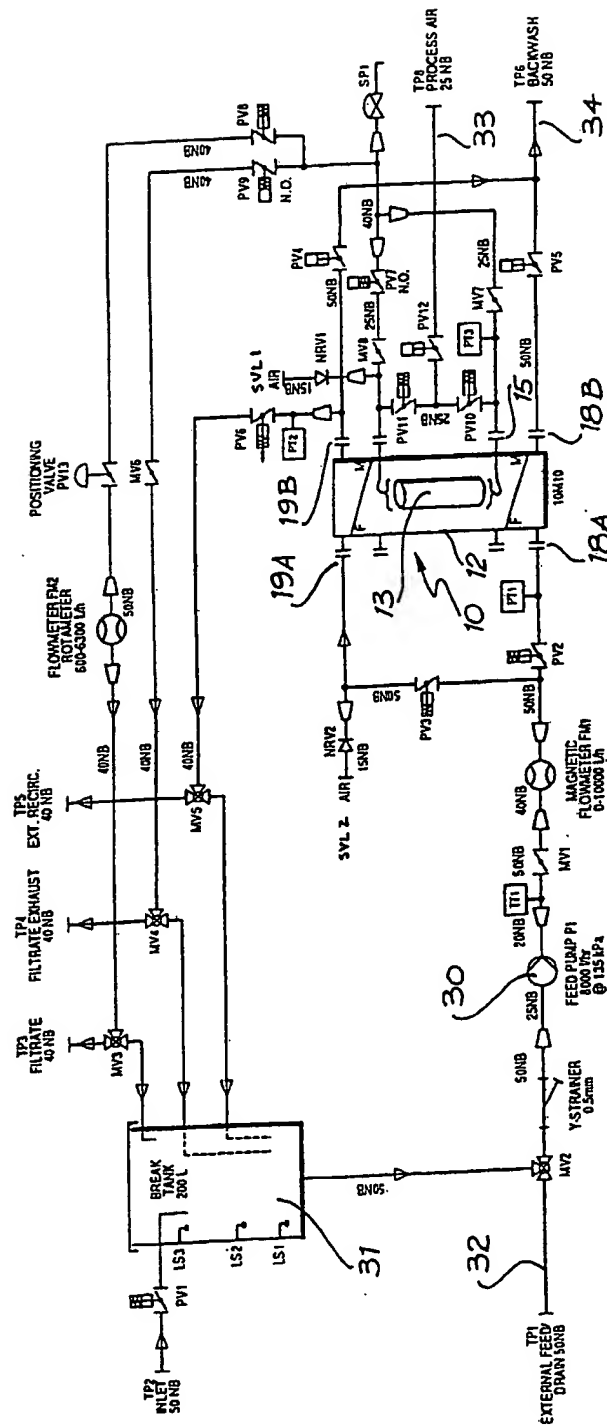 TP2
INLET
50 NB
PV1
BREAK
TANK
200 L
LS3
LS2
LS1
31
TP3
FILTRATE
40 NB
MV3
TP4
FILTRATE EXHAUST
40 NB
MV4
TP5
EXT. RECIRC.
40 NB
MV5
FLOWMETER FM2
ROTAMETER
600-6300 L/h
50NB
40NB
40NB
40NB
POSITIONING
VALVE
PV13
MV6
40NB
40NB
PV8
PV9
N.O.
SP1
TP8
PROCESS AIR
25 NB
33
TP6
BACKWASH
50 NB
34
PV4
50NB
40NB
PV7
N.O.
25NB
MV8
SVL 1
AIR
15NB
NRV1
PV6
PT2
PV12
PV11
25NB
PV10
25NB
MV7
PT3
PV5
50NB
15
18B
19B
19A
10M10
F
F
13
12
10
18A
PT1
PV2
50NB
PV3
50NB
NRV2
15NB
SVL 2 AIR
MAGNETIC
FLOWMETER FM1
0-10000 L/h
40NB
50NB
MV1
TT1
20NB
FEED PUMP P1
8000 l/hr
@ 135 kPa
30
25NB
50NB
Y-STRAINER
0.5mm
MV2
50NB
32
TP1
EXTERNAL FEED/
DRAIN 50NB